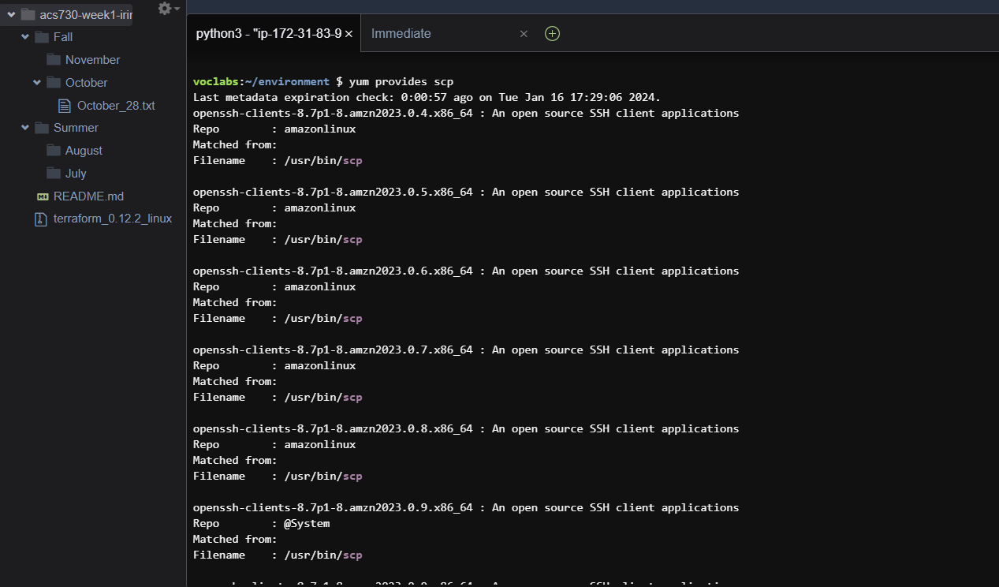 acs730-week1-irir
Fall
November
October
October_28.txt
Summer
August
July
README.md
terraform_0.12.2_linux
python3 - "ip-172-31-83-9 ×
Immediate ×
voclabs:~/environment $ yum provides scp
Last metadata expiration check: 0:00:57 ago on Tue Jan 16 17:29:06 2024.
openssh-clients-8.7p1-8.amzn2023.0.4.x86_64 : An open source SSH client applications
Repo        : amazonlinux
Matched from:
Filename    : /usr/bin/scp
openssh-clients-8.7p1-8.amzn2023.0.5.x86_64 : An open source SSH client applications
Repo        : amazonlinux
Matched from:
Filename    : /usr/bin/scp
openssh-clients-8.7p1-8.amzn2023.0.6.x86_64 : An open source SSH client applications
Repo        : amazonlinux
Matched from:
Filename    : /usr/bin/scp
openssh-clients-8.7p1-8.amzn2023.0.7.x86_64 : An open source SSH client applications
Repo        : amazonlinux
Matched from:
Filename    : /usr/bin/scp
openssh-clients-8.7p1-8.amzn2023.0.8.x86_64 : An open source SSH client applications
Repo        : amazonlinux
Matched from:
Filename    : /usr/bin/scp
openssh-clients-8.7p1-8.amzn2023.0.9.x86_64 : An open source SSH client applications
Repo        : @System
Matched from:
Filename    : /usr/bin/scp